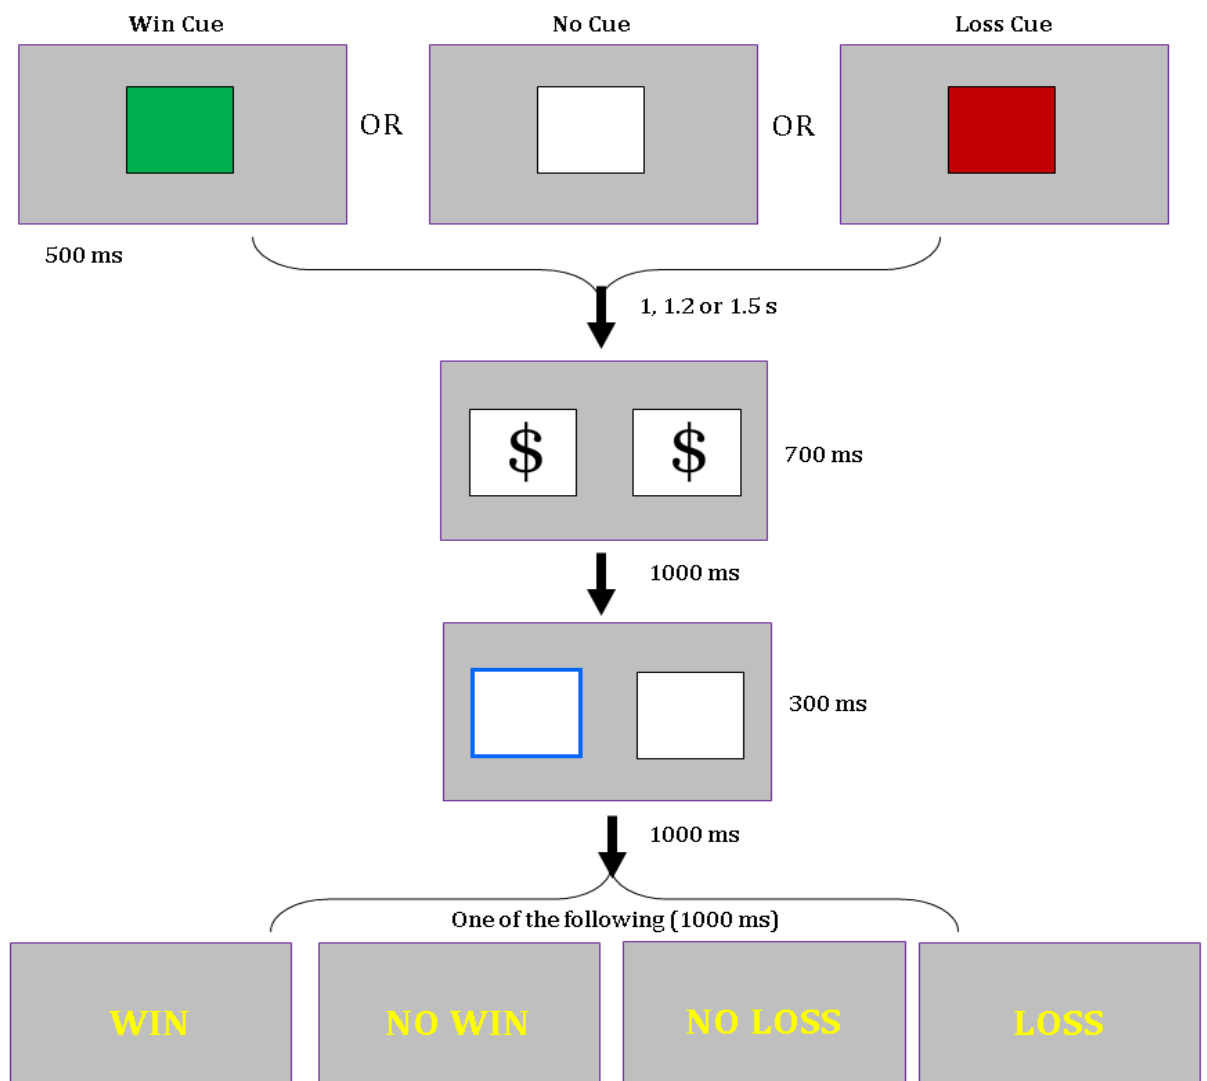 Win Cue
No Cue
Loss Cue
OR
OR
500 ms
1, 1.2 or 1.5 s
$
$
700 ms
1000 ms
300 ms
1000 ms
One of the following (1000 ms)
WIN
NO WIN
NO LOSS
LOSS